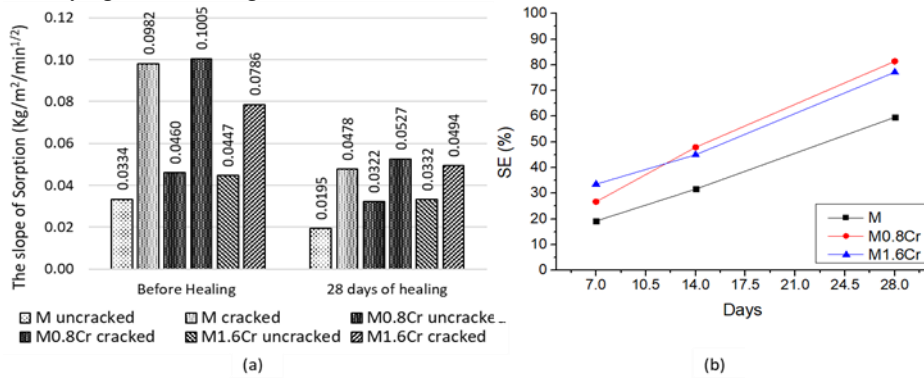 The slope of Sorption (Kg/m²/min^1/2)
0.12
0.10
0.08
0.06
0.04
0.02
0.00
0.0334
0.0982
0.0460
0.1005
0.0447
0.0786
0.0195
0.0478
0.0322
0.0527
0.0332
0.0494
Before Healing
28 days of healing
M uncracked
M cracked
M0.8Cr uncracke
M0.8Cr cracked
M1.6Cr uncracked
M1.6Cr cracked
(a)
SE (%)
100
90
80
70
60
50
40
30
20
10
0
7.0 10.5 14.0 17.5 21.0 24.5 28.0
Days
M
M0.8Cr
M1.6Cr
(b)